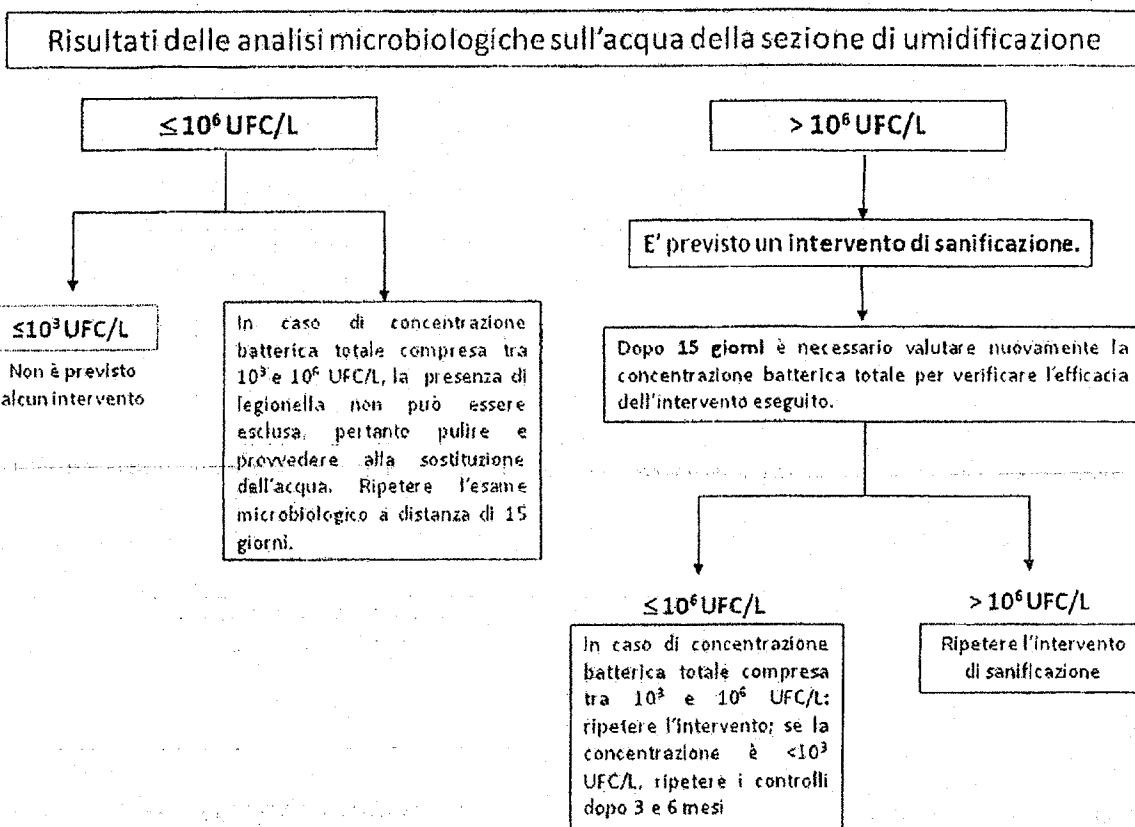 Risultati delle analisi microbiologiche sull'acqua della sezione di umidificazione
≤ 10⁶ UFC/L
> 10⁶ UFC/L
E' previsto un intervento di sanificazione.
≤10³ UFC/L
Non è previsto
alcun intervento
In caso di concentrazione
batterica totale compresa tra
10³ e 10⁶ UFC/L, la presenza di
legionella non può essere
esclusa, pertanto pulire e
provvedere alla sostituzione
dell'acqua. Ripetere l'esame
microbiologico a distanza di 15
giorni.
Dopo 15 giorni è necessario valutare nuovamente la
concentrazione batterica totale per verificare l'efficacia
dell'intervento eseguito.
≤ 10⁶ UFC/L
In caso di concentrazione
batterica totale compresa
tra 10³ e 10⁶ UFC/L:
ripetere l'intervento; se la
concentrazione è <10³
UFC/L, ripetere i controlli
dopo 3 e 6 mesi
> 10⁶ UFC/L
Ripetere l'intervento
di sanificazione